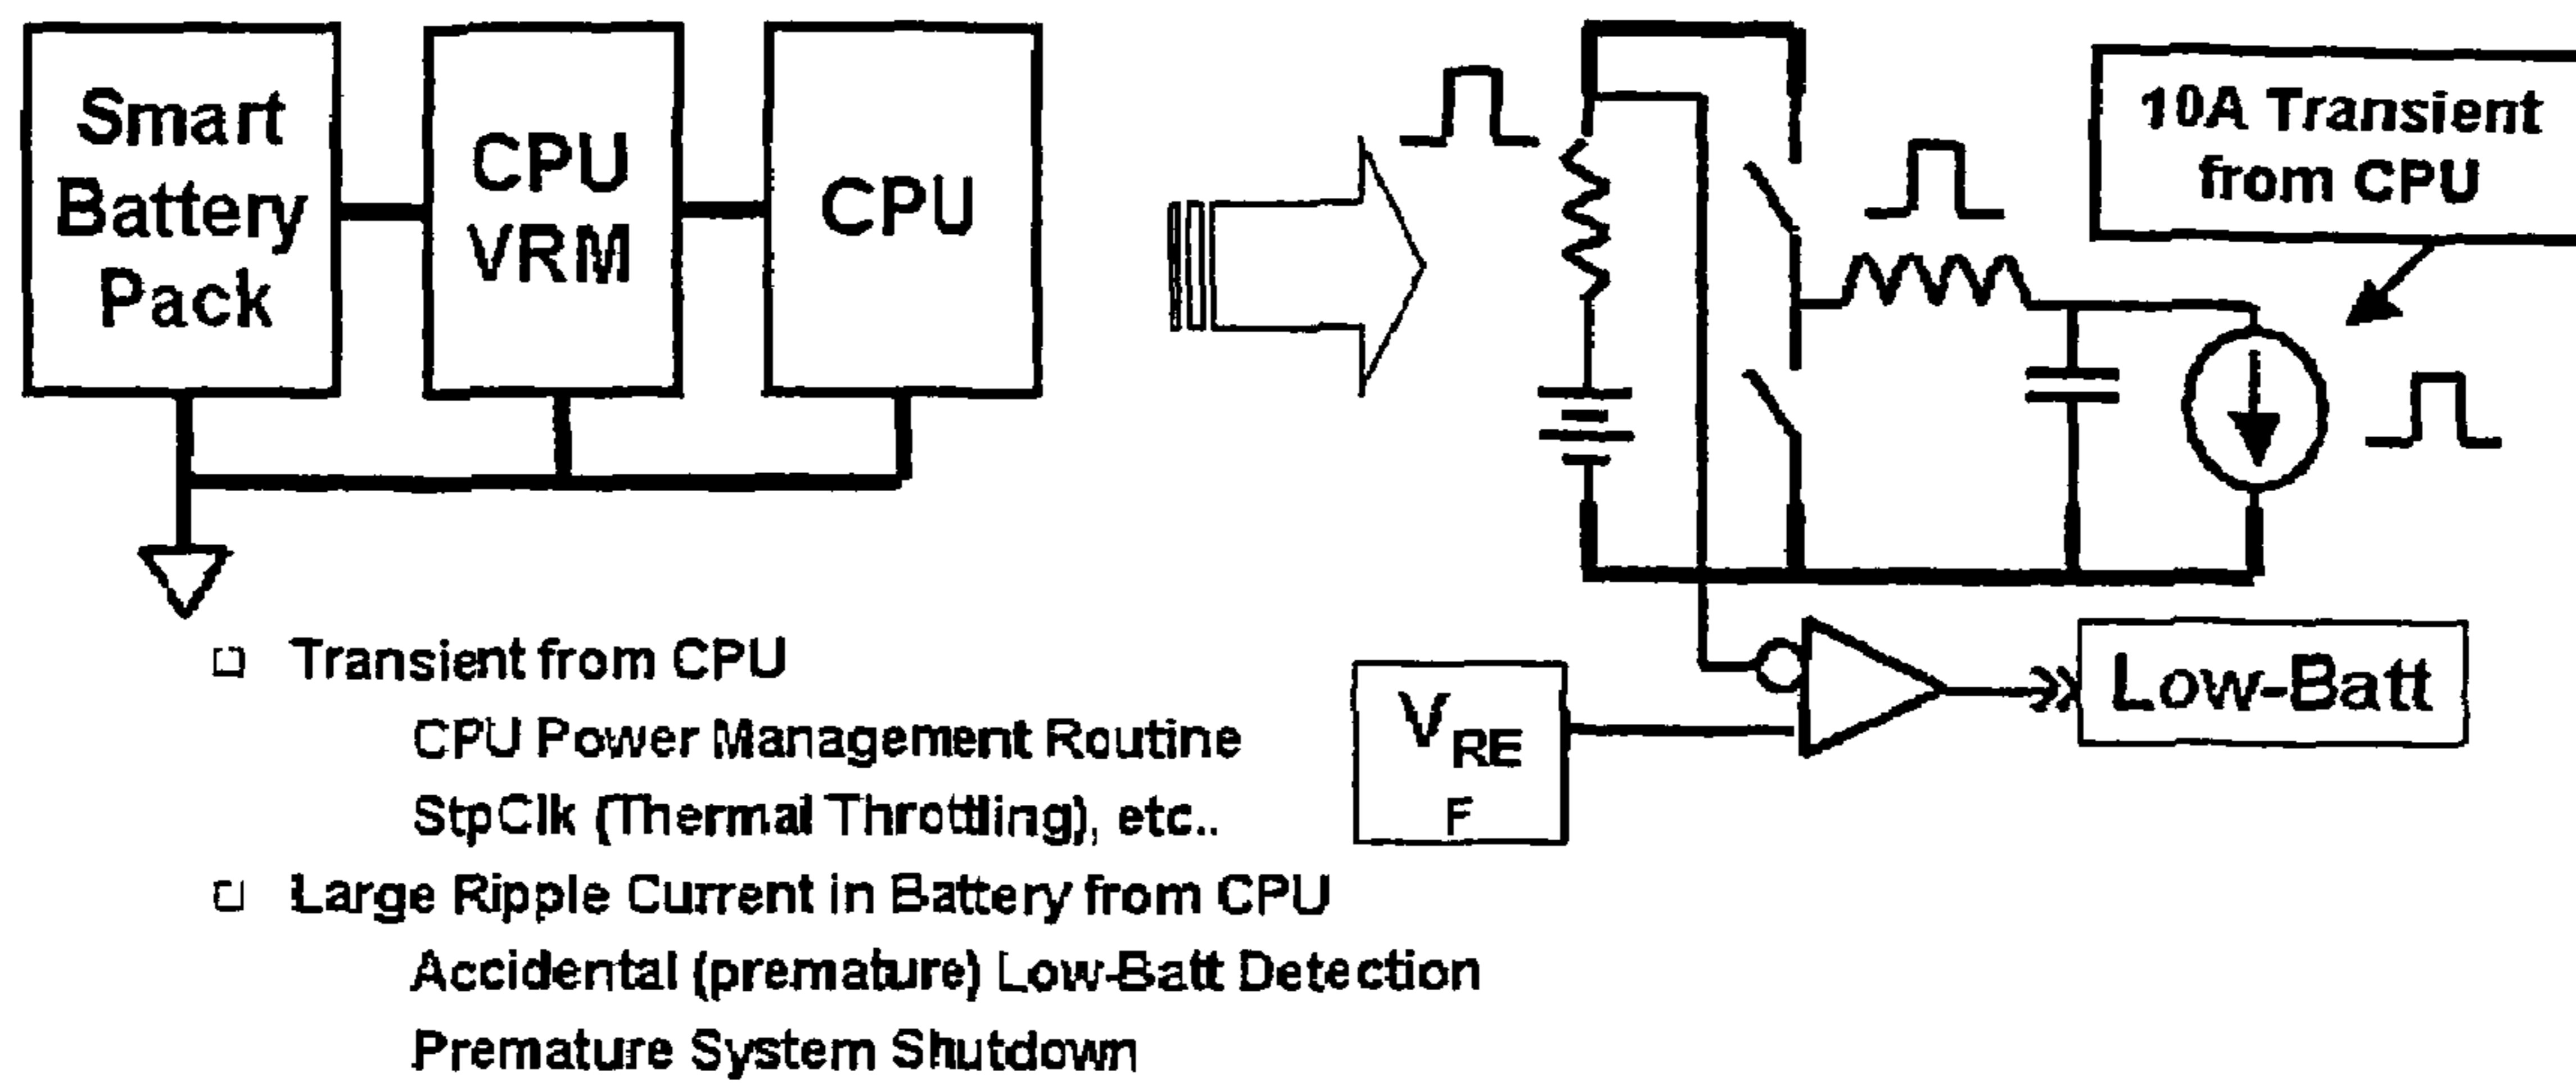 Smart
Battery
Pack
CPU
VRM
CPU
10A Transient
from CPU
V RE
F
Low-Batt
□ Transient from CPU
CPU Power Management Routine
StpClk (Thermal Throttling), etc..
□ Large Ripple Current in Battery from CPU
Accidental (premature) Low-Batt Detection
Premature System Shutdown